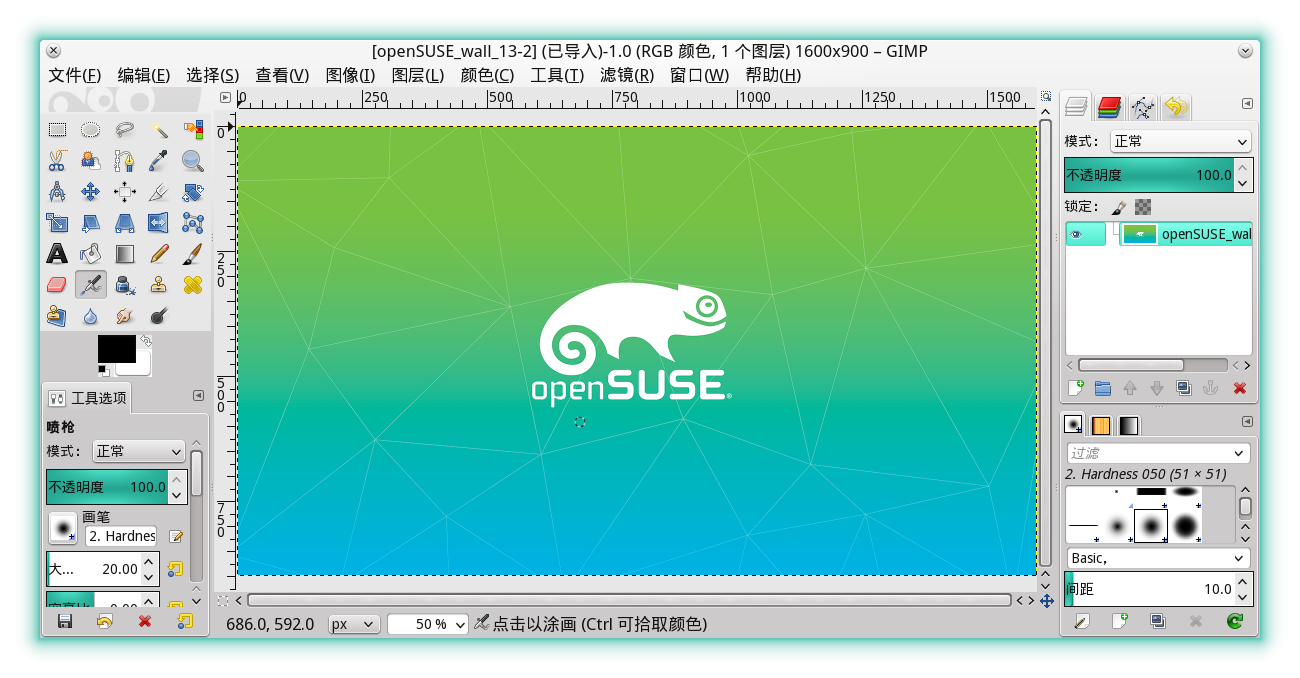 [openSUSE_wall_13-2] (已导入)-1.0 (RGB 颜色, 1 个图层) 1600x900 – GIMP
文件(F) 编辑(E) 选择(S) 查看(V) 图像(I) 图层(L) 颜色(C) 工具(T) 滤镜(R) 窗口(W) 帮助(H)
0 250 500 750 1000 1250 1500
0
250
500
750
openSUSE®
工具选项
喷枪
模式: 正常
不透明度 100.0
画笔
2. Hardnes
大... 20.00
686.0, 592.0 px 50 % 点击以涂画 (Ctrl 可拾取颜色)
模式: 正常
不透明度 100.0
锁定:
openSUSE_wal
过滤
2. Hardness 050 (51 × 51)
Basic,
间距 10.0